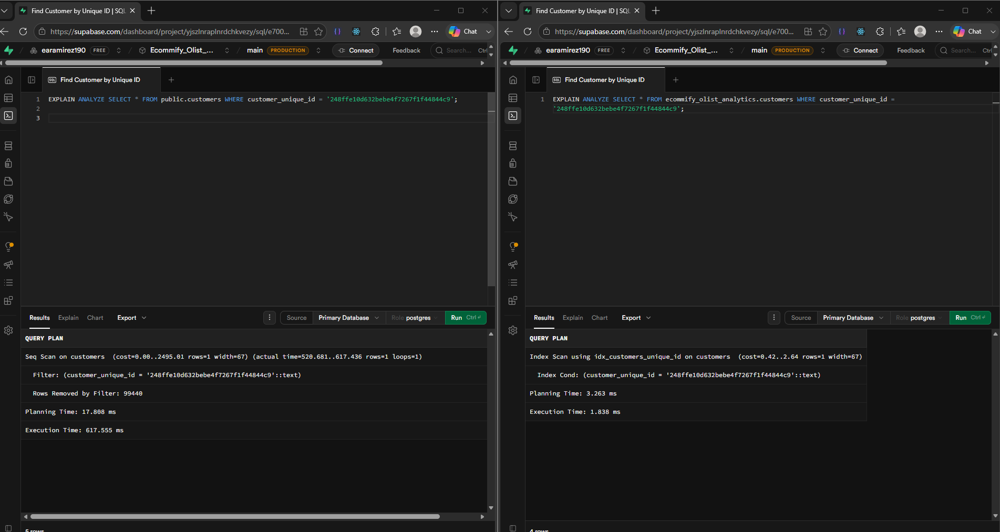 Find Customer by Unique ID | SQL
https://supabase.com/dashboard/project/yjszlnraplnrdchkvezy/sql/e700...
Chat
earamirez190 FREE
Ecommify_Olist_...
main PRODUCTION
Connect
Feedback
Search...
Ctrl
Find Customer by Unique ID
1 EXPLAIN ANALYZE SELECT * FROM public.customers WHERE customer_unique_id = '248ffe10d632bebe4f7267f1f44844c9';
2
3
Results Explain Chart Export
Source Primary Database Role postgres Run Ctrl
QUERY PLAN
Seq Scan on customers (cost=0.00..2495.01 rows=1 width=67) (actual time=520.681..617.436 rows=1 loops=1)
Filter: (customer_unique_id = '248ffe10d632bebe4f7267f1f44844c9'::text)
Rows Removed by Filter: 99440
Planning Time: 17.808 ms
Execution Time: 617.555 ms
5 rows
Find Customer by Unique ID | SQL
https://supabase.com/dashboard/project/yjszlnraplnrdchkvezy/sql/e700...
Chat
earamirez190 FREE
Ecommify_Olist_...
main PRODUCTION
Connect
Feedback
Search...
Ctrl
Find Customer by Unique ID
1 EXPLAIN ANALYZE SELECT * FROM ecommify_olist_analytics.customers WHERE customer_unique_id =
'248ffe10d632bebe4f7267f1f44844c9';
Results Explain Chart Export
Source Primary Database Role postgres Run Ctrl
QUERY PLAN
Index Scan using idx_customers_unique_id on customers (cost=0.42..2.64 rows=1 width=67)
Index Cond: (customer_unique_id = '248ffe10d632bebe4f7267f1f44844c9'::text)
Planning Time: 3.263 ms
Execution Time: 1.838 ms
4 rows